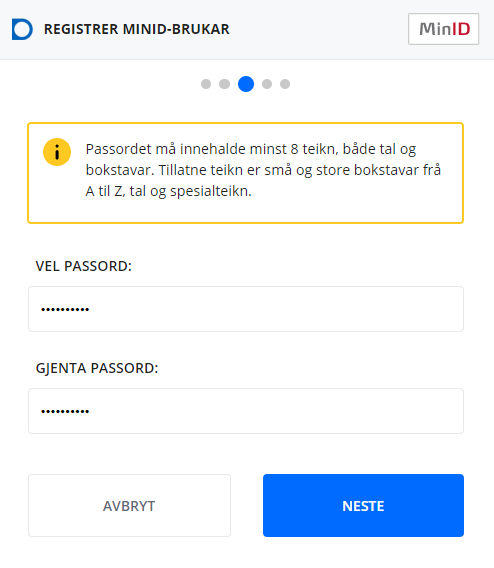 REGISTRER MINID-BRUKAR
MinID
Passordet må innehalde minst 8 teikn, både tal og
bokstavar. Tillatne teikn er små og store bokstavar frå
A til Z, tal og spesialteikn.
VEL PASSORD:
••••••••••
GJENTA PASSORD:
••••••••••
AVBRYT
NESTE